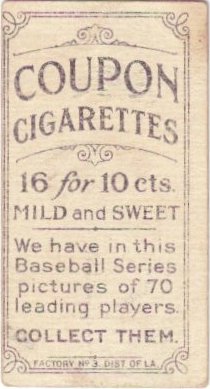 COUPON
CIGARETTES
16 for 10 cts.
MILD and SWEET
We have in this
Baseball Series
pictures of 70
leading players.
COLLECT THEM.
FACTORY Nº 3. DIST OF LA.